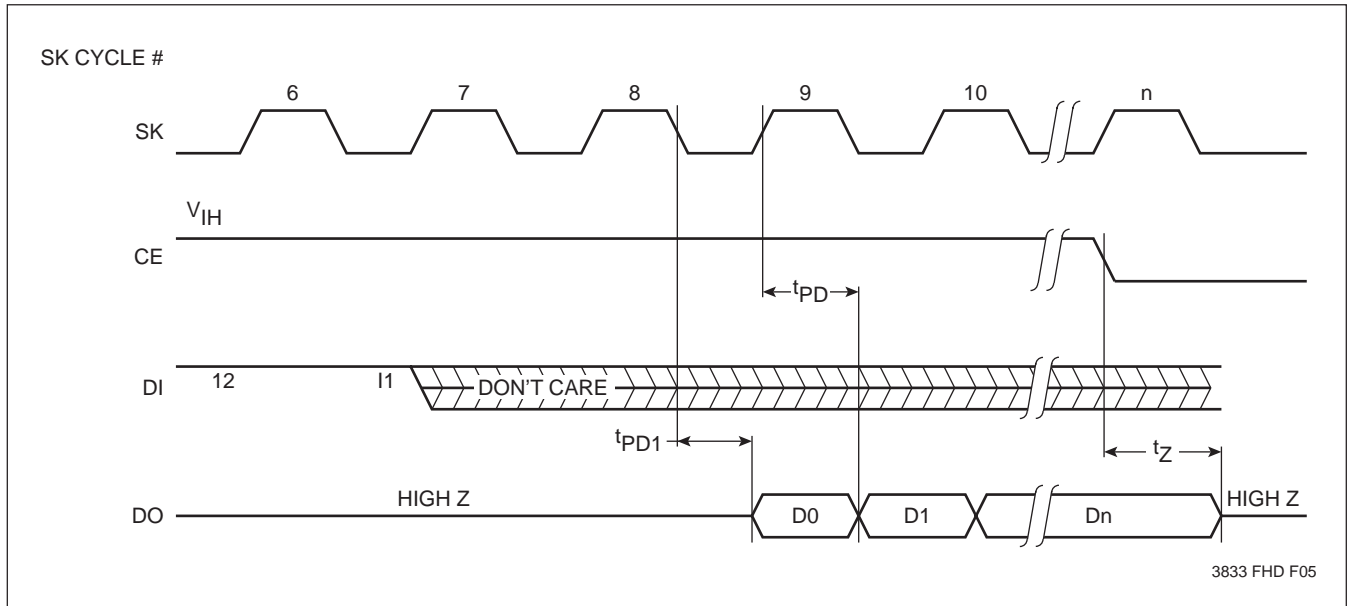 SK CYCLE #
6 7 8 9 10 n
SK
VIH
CE
tPD
12 I1 DON'T CARE
DI
tPD1
tZ
HIGH Z HIGH Z
DO D0 D1 Dn
3833 FHD F05